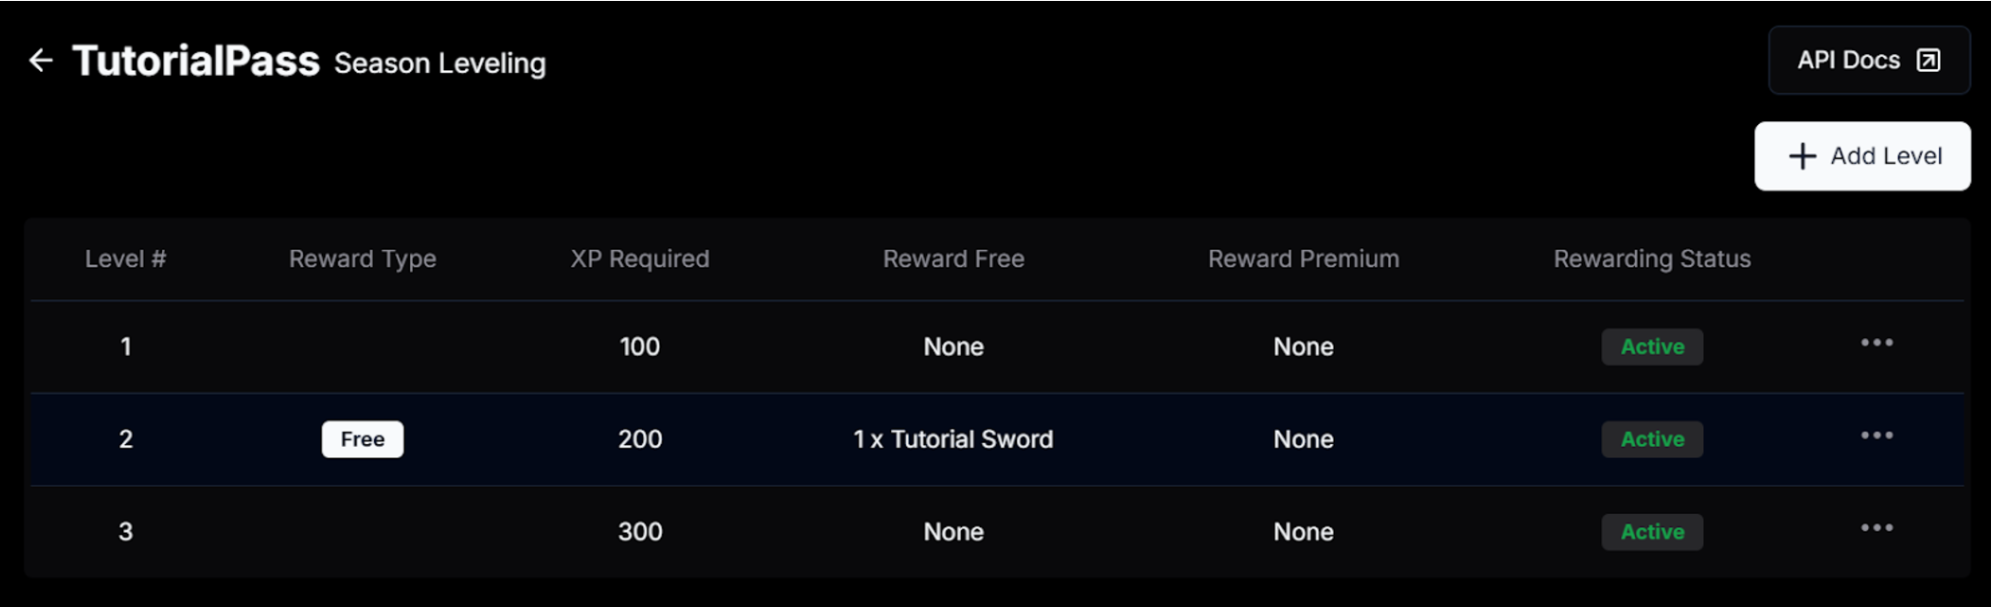 TutorialPass Season Leveling
API Docs
Add Level
Level # Reward Type XP Required Reward Free Reward Premium Rewarding Status
1 100 None None Active
2 Free 200 1 x Tutorial Sword None Active
3 300 None None Active